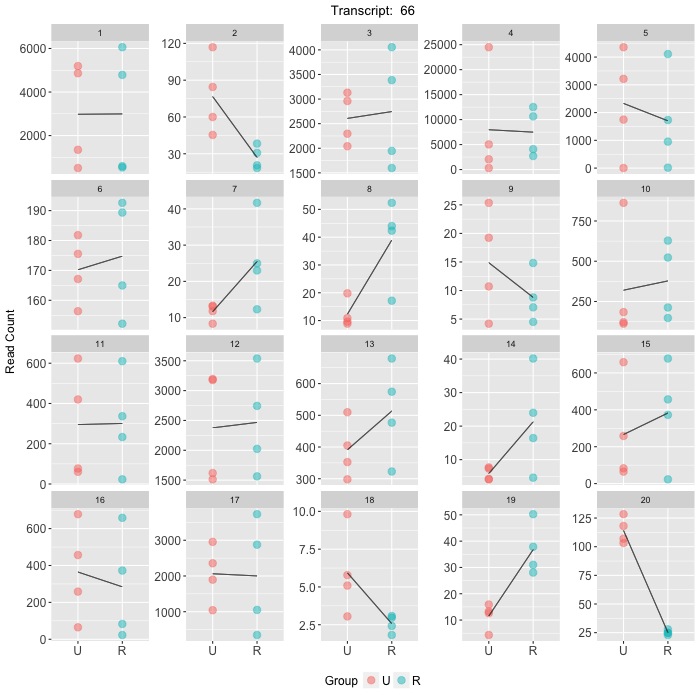 Transcript: 66
1 2 3 4 5
6000 4000 2000
120 90 60 30
4000 3500 3000 2500 2000 1500
25000 20000 15000 10000 5000 0
4000 3000 2000 1000 0
6 7 8 9 10
190 180 170 160
40 30 20 10
50 40 30 20 10
25 20 15 10 5
750 500 250
Read Count
11 12 13 14 15
600 400 200 0
3500 3000 2500 2000 1500
600 500 400 300
40 30 20 10
600 400 200 0
16 17 18 19 20
600 400 200 0
3000 2000 1000
10.0 7.5 5.0 2.5
50 40 30 20 10
125 100 75 50 25
U R U R U R U R U R
Group U R